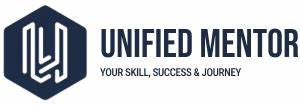 UNIFIED MENTOR
YOUR SKILL, SUCCESS & JOURNEY